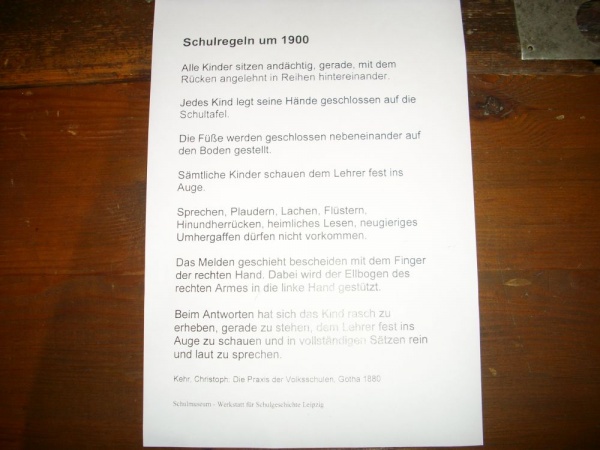 Schulregeln um 1900
Alle Kinder sitzen andächtig, gerade, mit dem
Rücken angelehnt in Reihen hintereinander.
Jedes Kind legt seine Hände geschlossen auf die
Schultafel.
Die Füße werden geschlossen nebeneinander auf
den Boden gestellt.
Sämtliche Kinder schauen dem Lehrer fest ins
Auge.
Sprechen, Plaudern, Lachen, Flüstern,
Hinundherrücken, heimliches Lesen, neugieriges
Umhergaffen dürfen nicht vorkommen.
Das Melden geschieht bescheiden mit dem Finger
der rechten Hand. Dabei wird der Ellbogen des
rechten Armes in die linke Hand gestützt.
Beim Antworten hat sich das Kind rasch zu
erheben, gerade zu stehen, dem Lehrer fest ins
Auge zu schauen und in vollständigen Sätzen rein
und laut zu sprechen.
Kehr, Christoph: Die Praxis der Volksschulen. Gotha 1880
Schulmuseum – Werkstatt für Schulgeschichte Leipzig